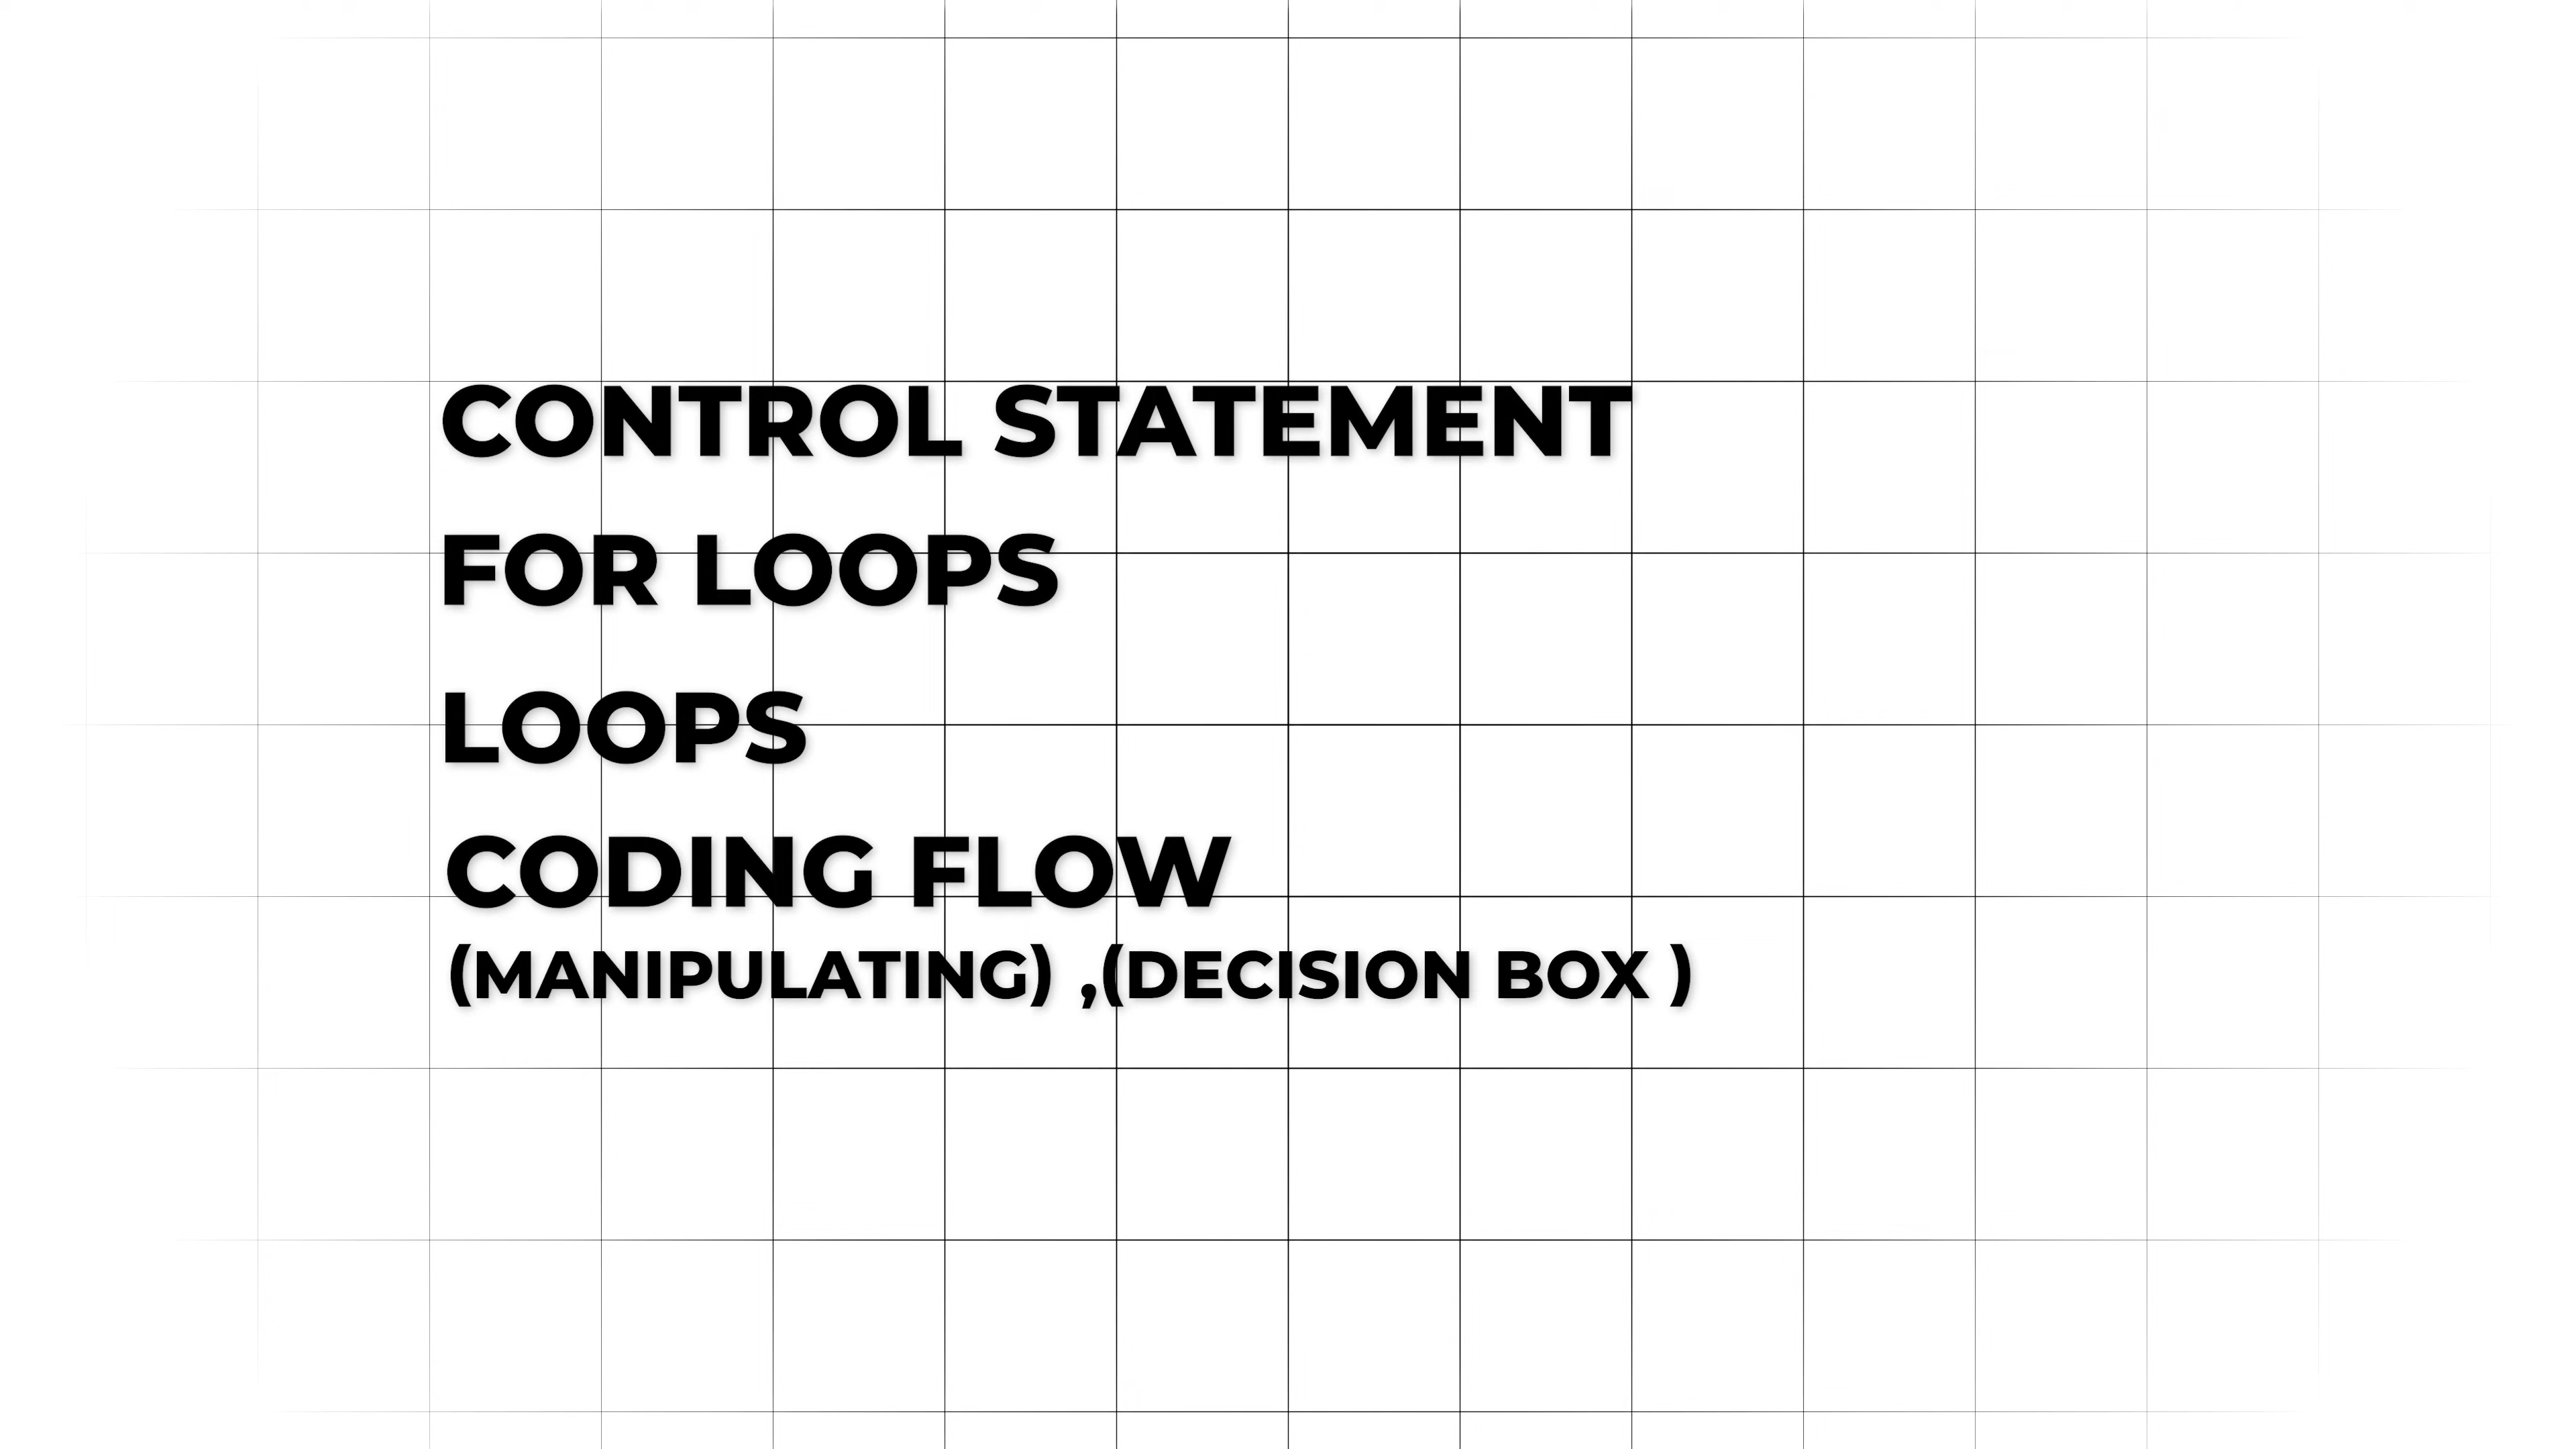 CONTROL STATEMENT
FOR LOOPS
LOOPS
CODING FLOW
(MANIPULATING) ,(DECISION BOX )